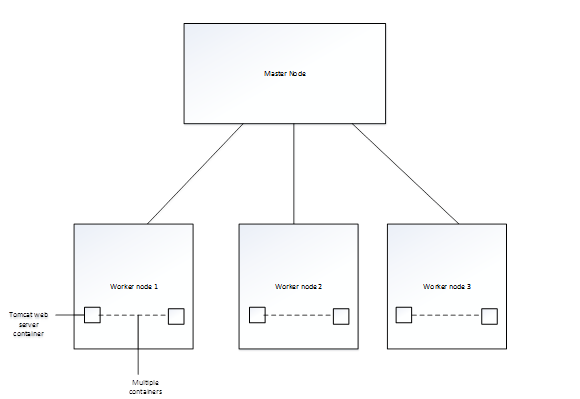 Master Node
Worker node 1
Worker node 2
Worker node 3
Tomcat web
server
container
Multiple
containers